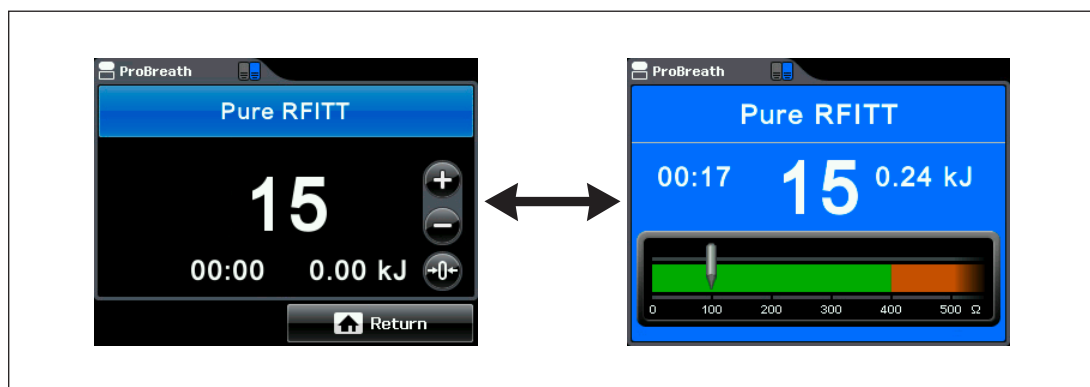 ProBreath
Pure RFITT
15
00:00 0.00 kJ →0←
Return
ProBreath
Pure RFITT
00:17 15 0.24 kJ
0 100 200 300 400 500 Ω